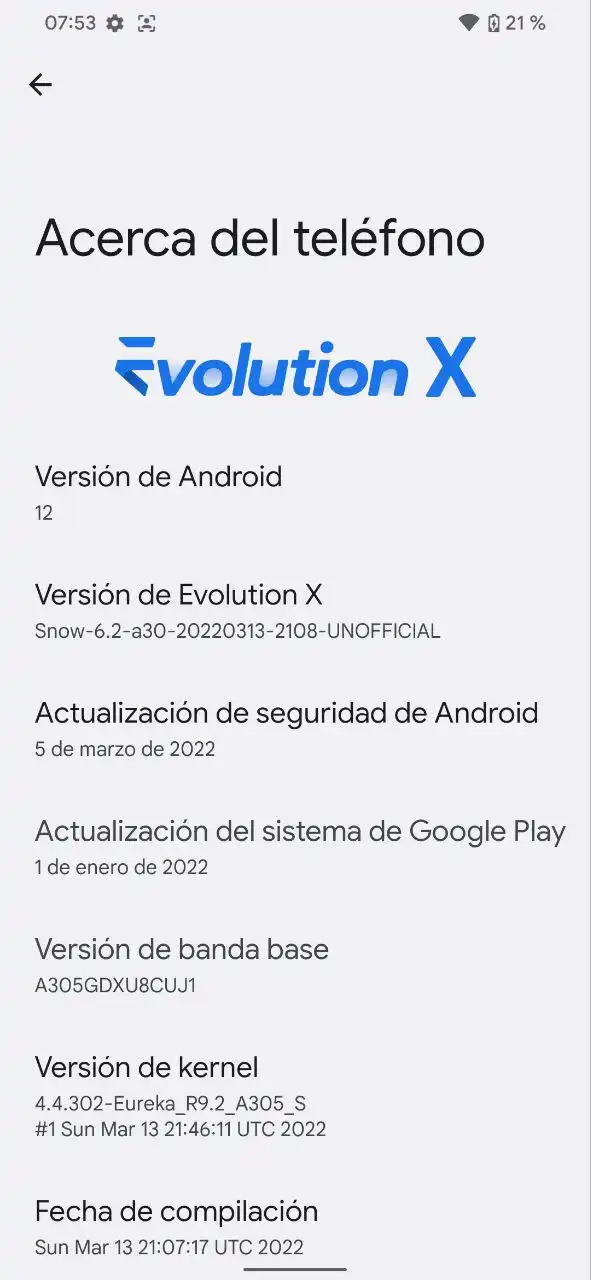 07:53 21 %
Acerca del teléfono
Evolution X
Versión de Android
12
Versión de Evolution X
Snow-6.2-a30-20220313-2108-UNOFFICIAL
Actualización de seguridad de Android
5 de marzo de 2022
Actualización del sistema de Google Play
1 de enero de 2022
Versión de banda base
A305GDXU8CUJ1
Versión de kernel
4.4.302-Eureka_R9.2_A305_S
#1 Sun Mar 13 21:46:11 UTC 2022
Fecha de compilación
Sun Mar 13 21:07:17 UTC 2022